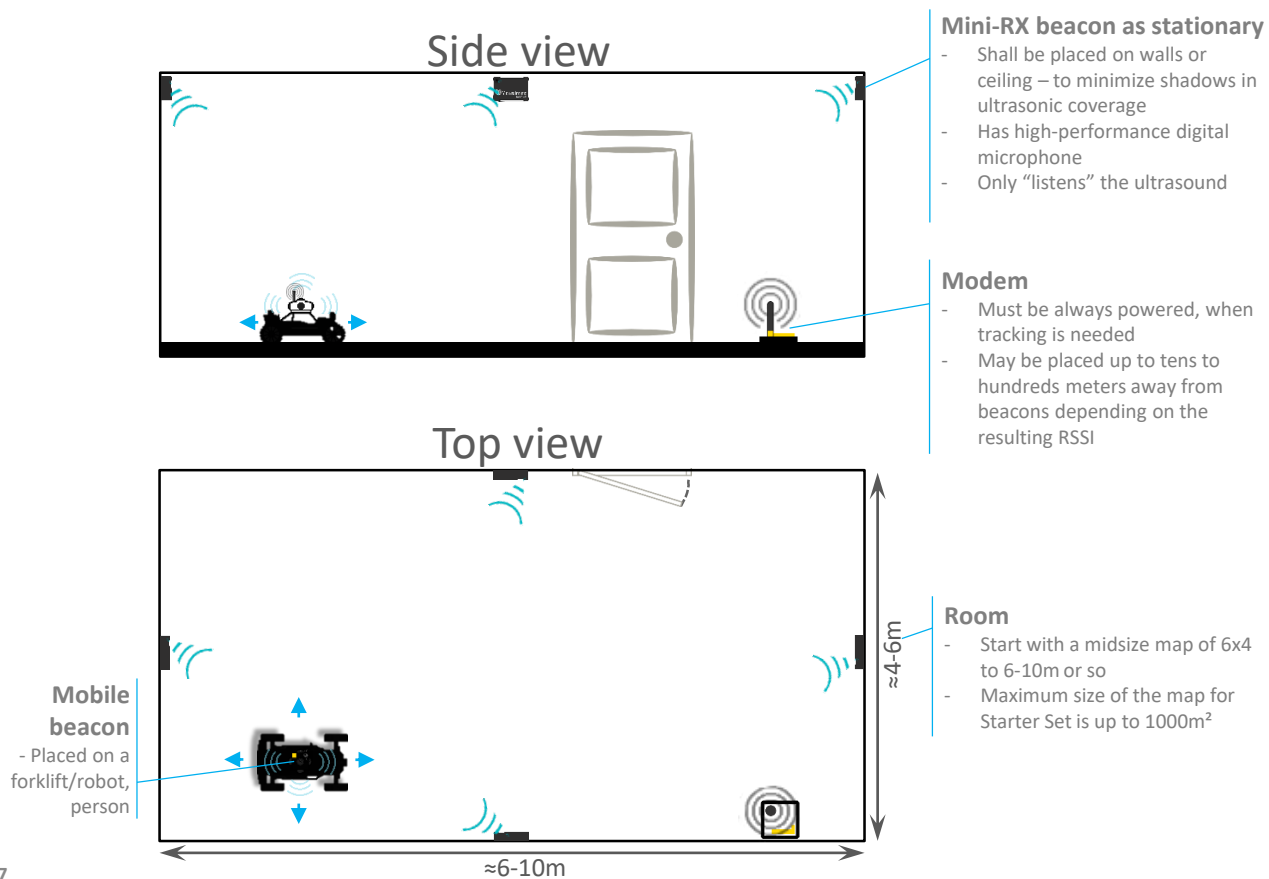 Side view
Mini-RX beacon as stationary
- Shall be placed on walls or
ceiling – to minimize shadows in
ultrasonic coverage
- Has high-performance digital
microphone
- Only “listens” the ultrasound
Modem
- Must be always powered, when
tracking is needed
- May be placed up to tens to
hundreds meters away from
beacons depending on the
resulting RSSI
Top view
≈4-6m
Room
- Start with a midsize map of 6x4
to 6-10m or so
- Maximum size of the map for
Starter Set is up to 1000m²
Mobile
beacon
- Placed on a
forklift/robot,
person
≈6-10m
7